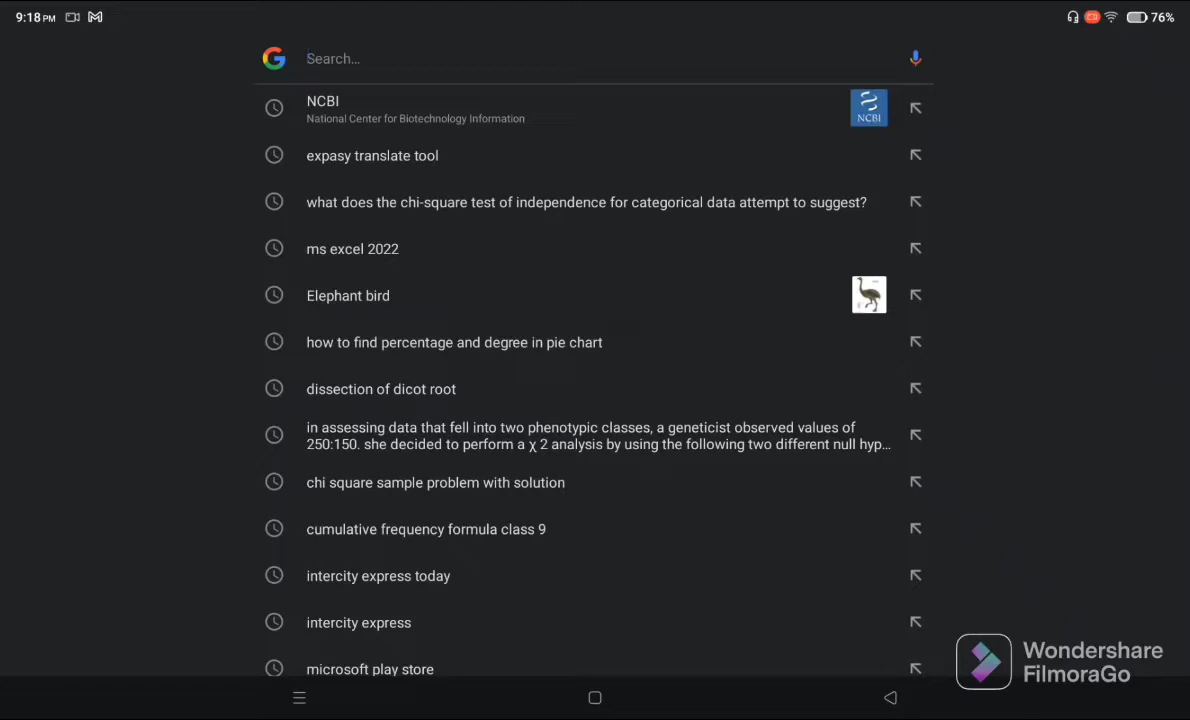 9:18 PM
76%
Search...
NCBI
National Center for Biotechnology Information
NCBI
expasy translate tool
what does the chi-square test of independence for categorical data attempt to suggest?
ms excel 2022
Elephant bird
how to find percentage and degree in pie chart
dissection of dicot root
in assessing data that fell into two phenotypic classes, a geneticist observed values of
250:150. she decided to perform a χ 2 analysis by using the following two different null hyp...
chi square sample problem with solution
cumulative frequency formula class 9
intercity express today
intercity express
microsoft play store
Wondershare
FilmoraGo